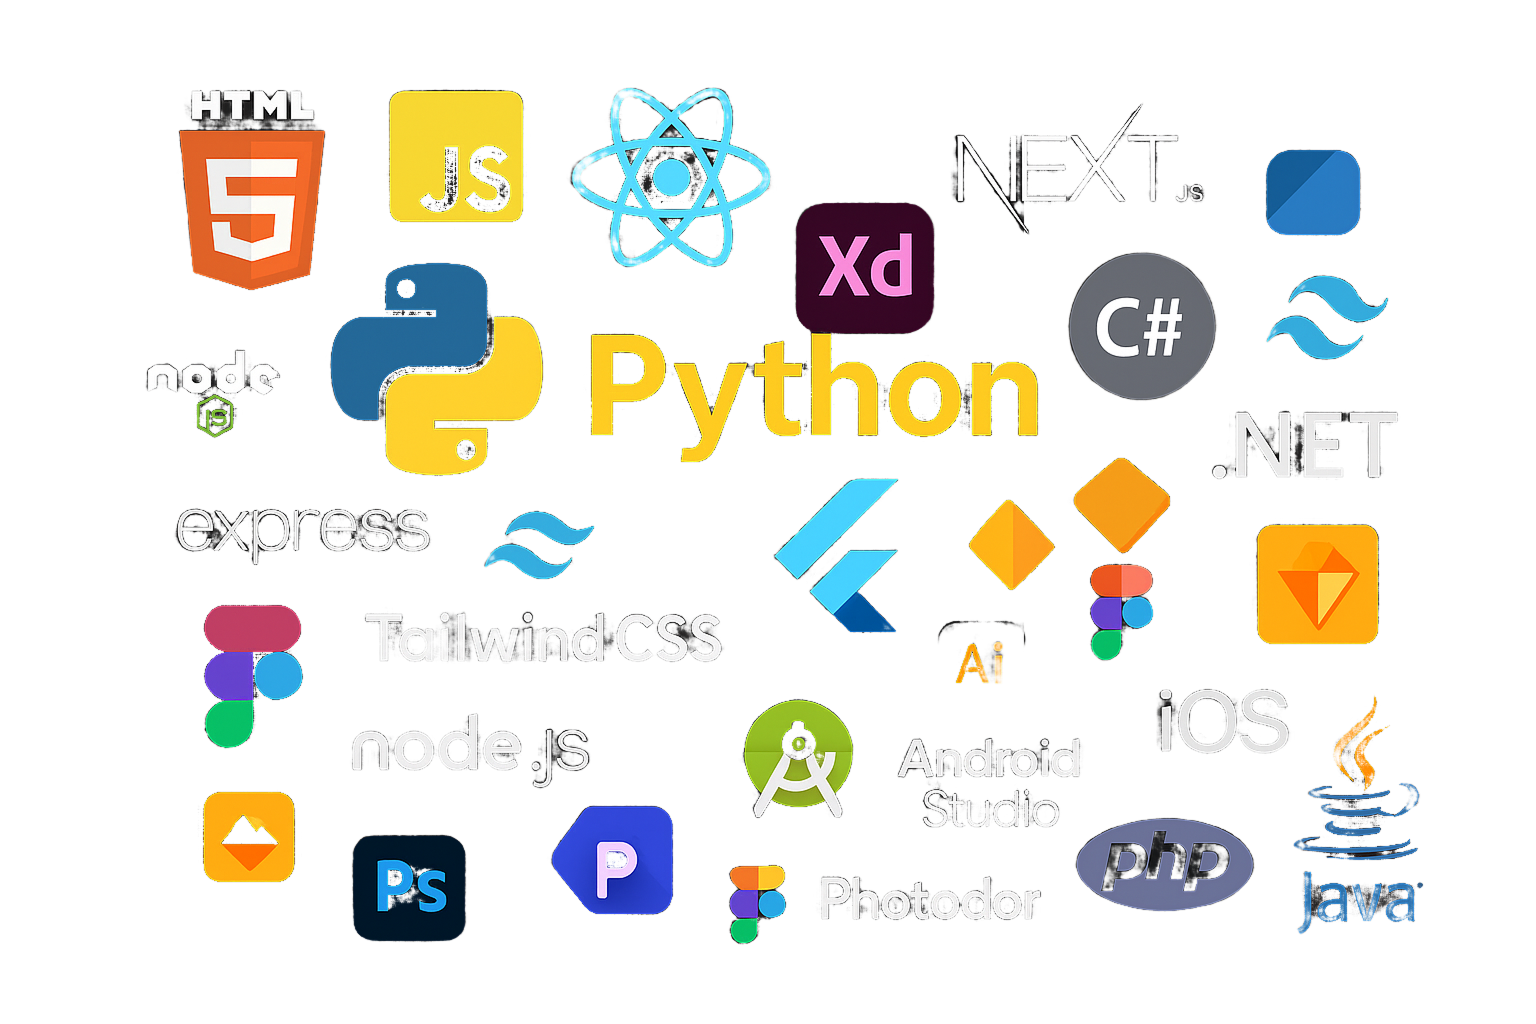 HTML
5
JS
NEXT.JS
Xd
C#
node
JS
Python
.NET
express
TailwindCSS
Ai
iOS
node.js
Android
Studio
Ps
P
Photodor
php
Java